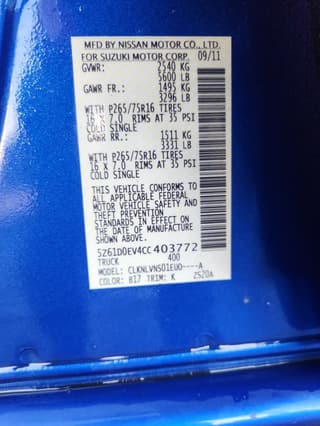 MFD BY NISSAN MOTOR CO., LTD.
FOR SUZUKI MOTOR CORP. 09/11
GVWR: 2540 KG
5600 LB
GAWR FR.: 1495 KG
3296 LB
WITH P265/75R16 TIRES
16 X 7.0 RIMS AT 35 PSI
COLD SINGLE
GAWR RR.: 1511 KG
3331 LB
WITH P265/75R16 TIRES
16 X 7.0 RIMS AT 35 PSI
COLD SINGLE
THIS VEHICLE CONFORMS TO
ALL APPLICABLE FEDERAL
MOTOR VEHICLE SAFETY AND
THEFT PREVENTION
STANDARDS IN EFFECT ON
THE DATE OF MANUFACTURE
SHOWN ABOVE.
5Z61D0EV4CC403772
TRUCK 400
MODEL: CLKNLVNS01EUO----A
COLOR: B17 TRIM: K ZS20A